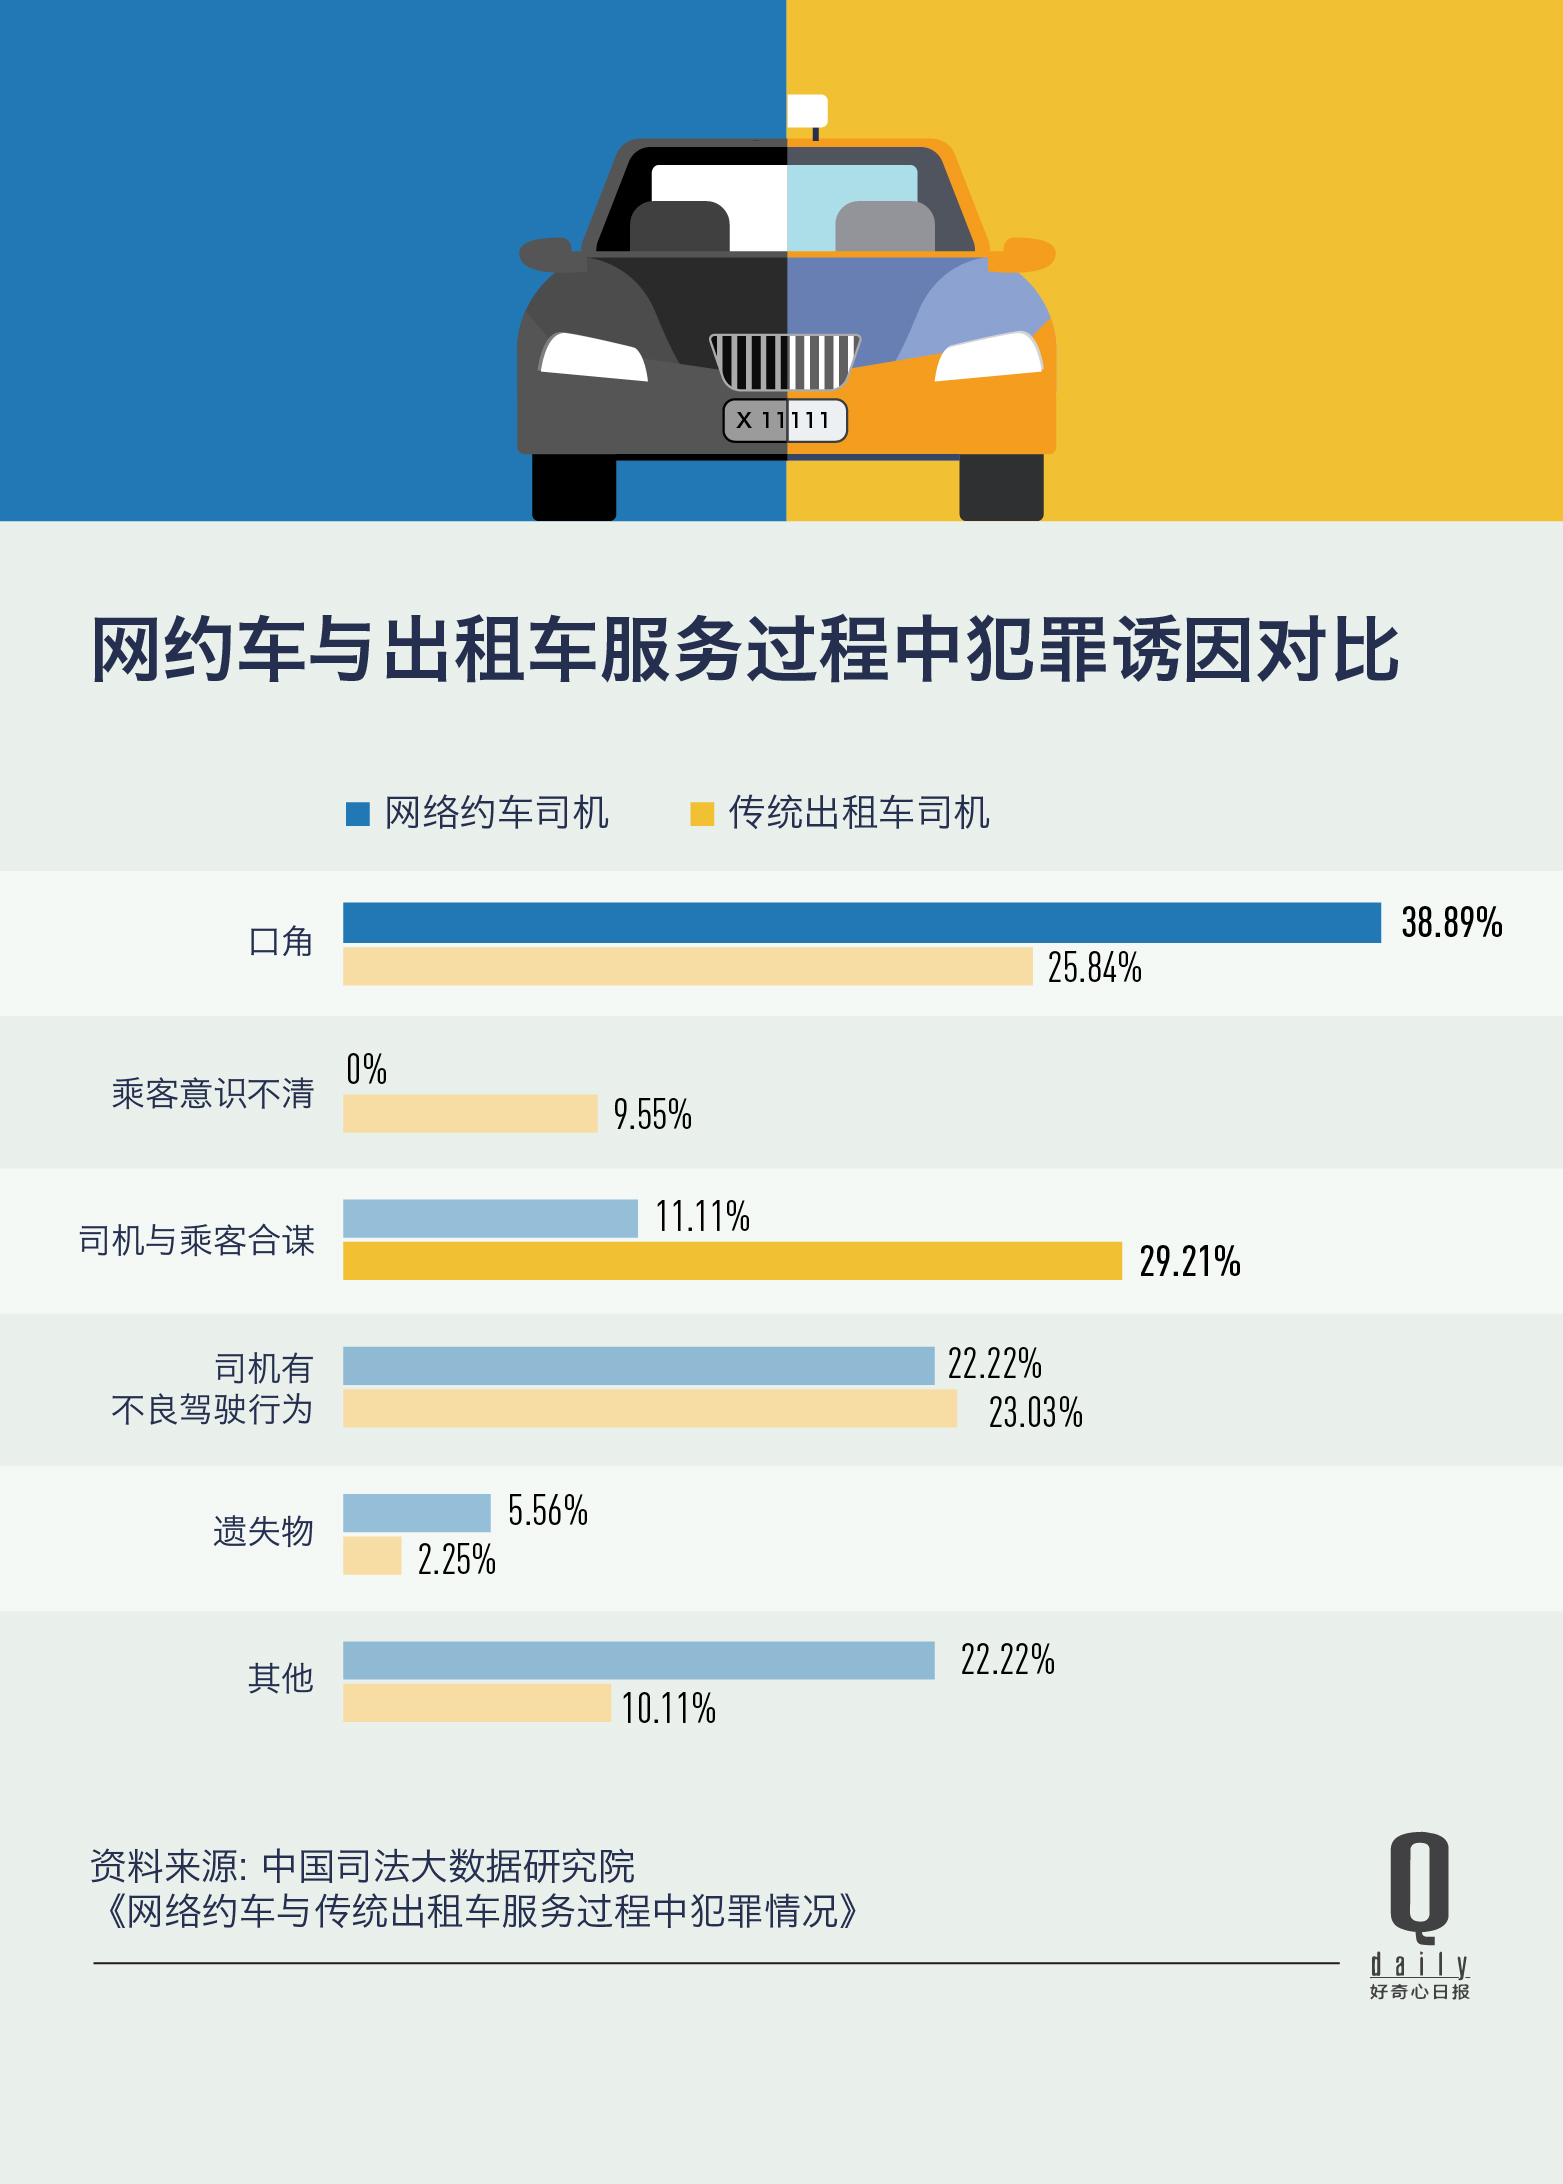 X 11111
网约车与出租车服务过程中犯罪诱因对比
网络约车司机 传统出租车司机
口角
38.89%
25.84%
乘客意识不清
0%
9.55%
司机与乘客合谋
11.11%
29.21%
司机有
不良驾驶行为
22.22%
23.03%
遗失物
5.56%
2.25%
其他
22.22%
10.11%
资料来源: 中国司法大数据研究院
《网络约车与传统出租车服务过程中犯罪情况》
Q
daily
好奇心日报